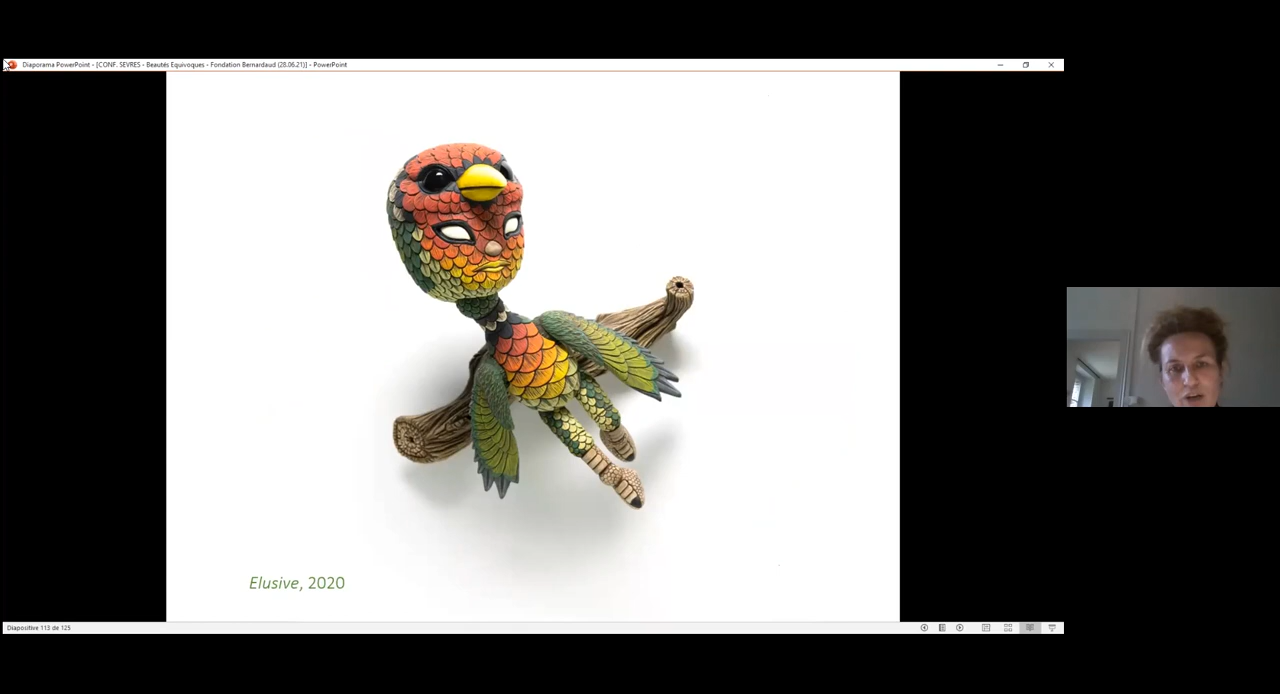 Diaporama PowerPoint - [CONF. SEVRES - Beautés Equivoques - Fondation Bernardaud (28.06.21)] - PowerPoint
Elusive, 2020
Diapositive 113 de 125